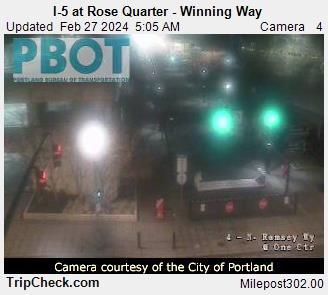 I-5 at Rose Quarter - Winning Way
Updated Feb 27 2024 5:05 AM Camera 4
PBOT
PORTLAND BUREAU OF TRANSPORTATION
4 - N. Ramsey Wy
@ One Ctr
Camera courtesy of the City of Portland
TripCheck.com Milepost302.00